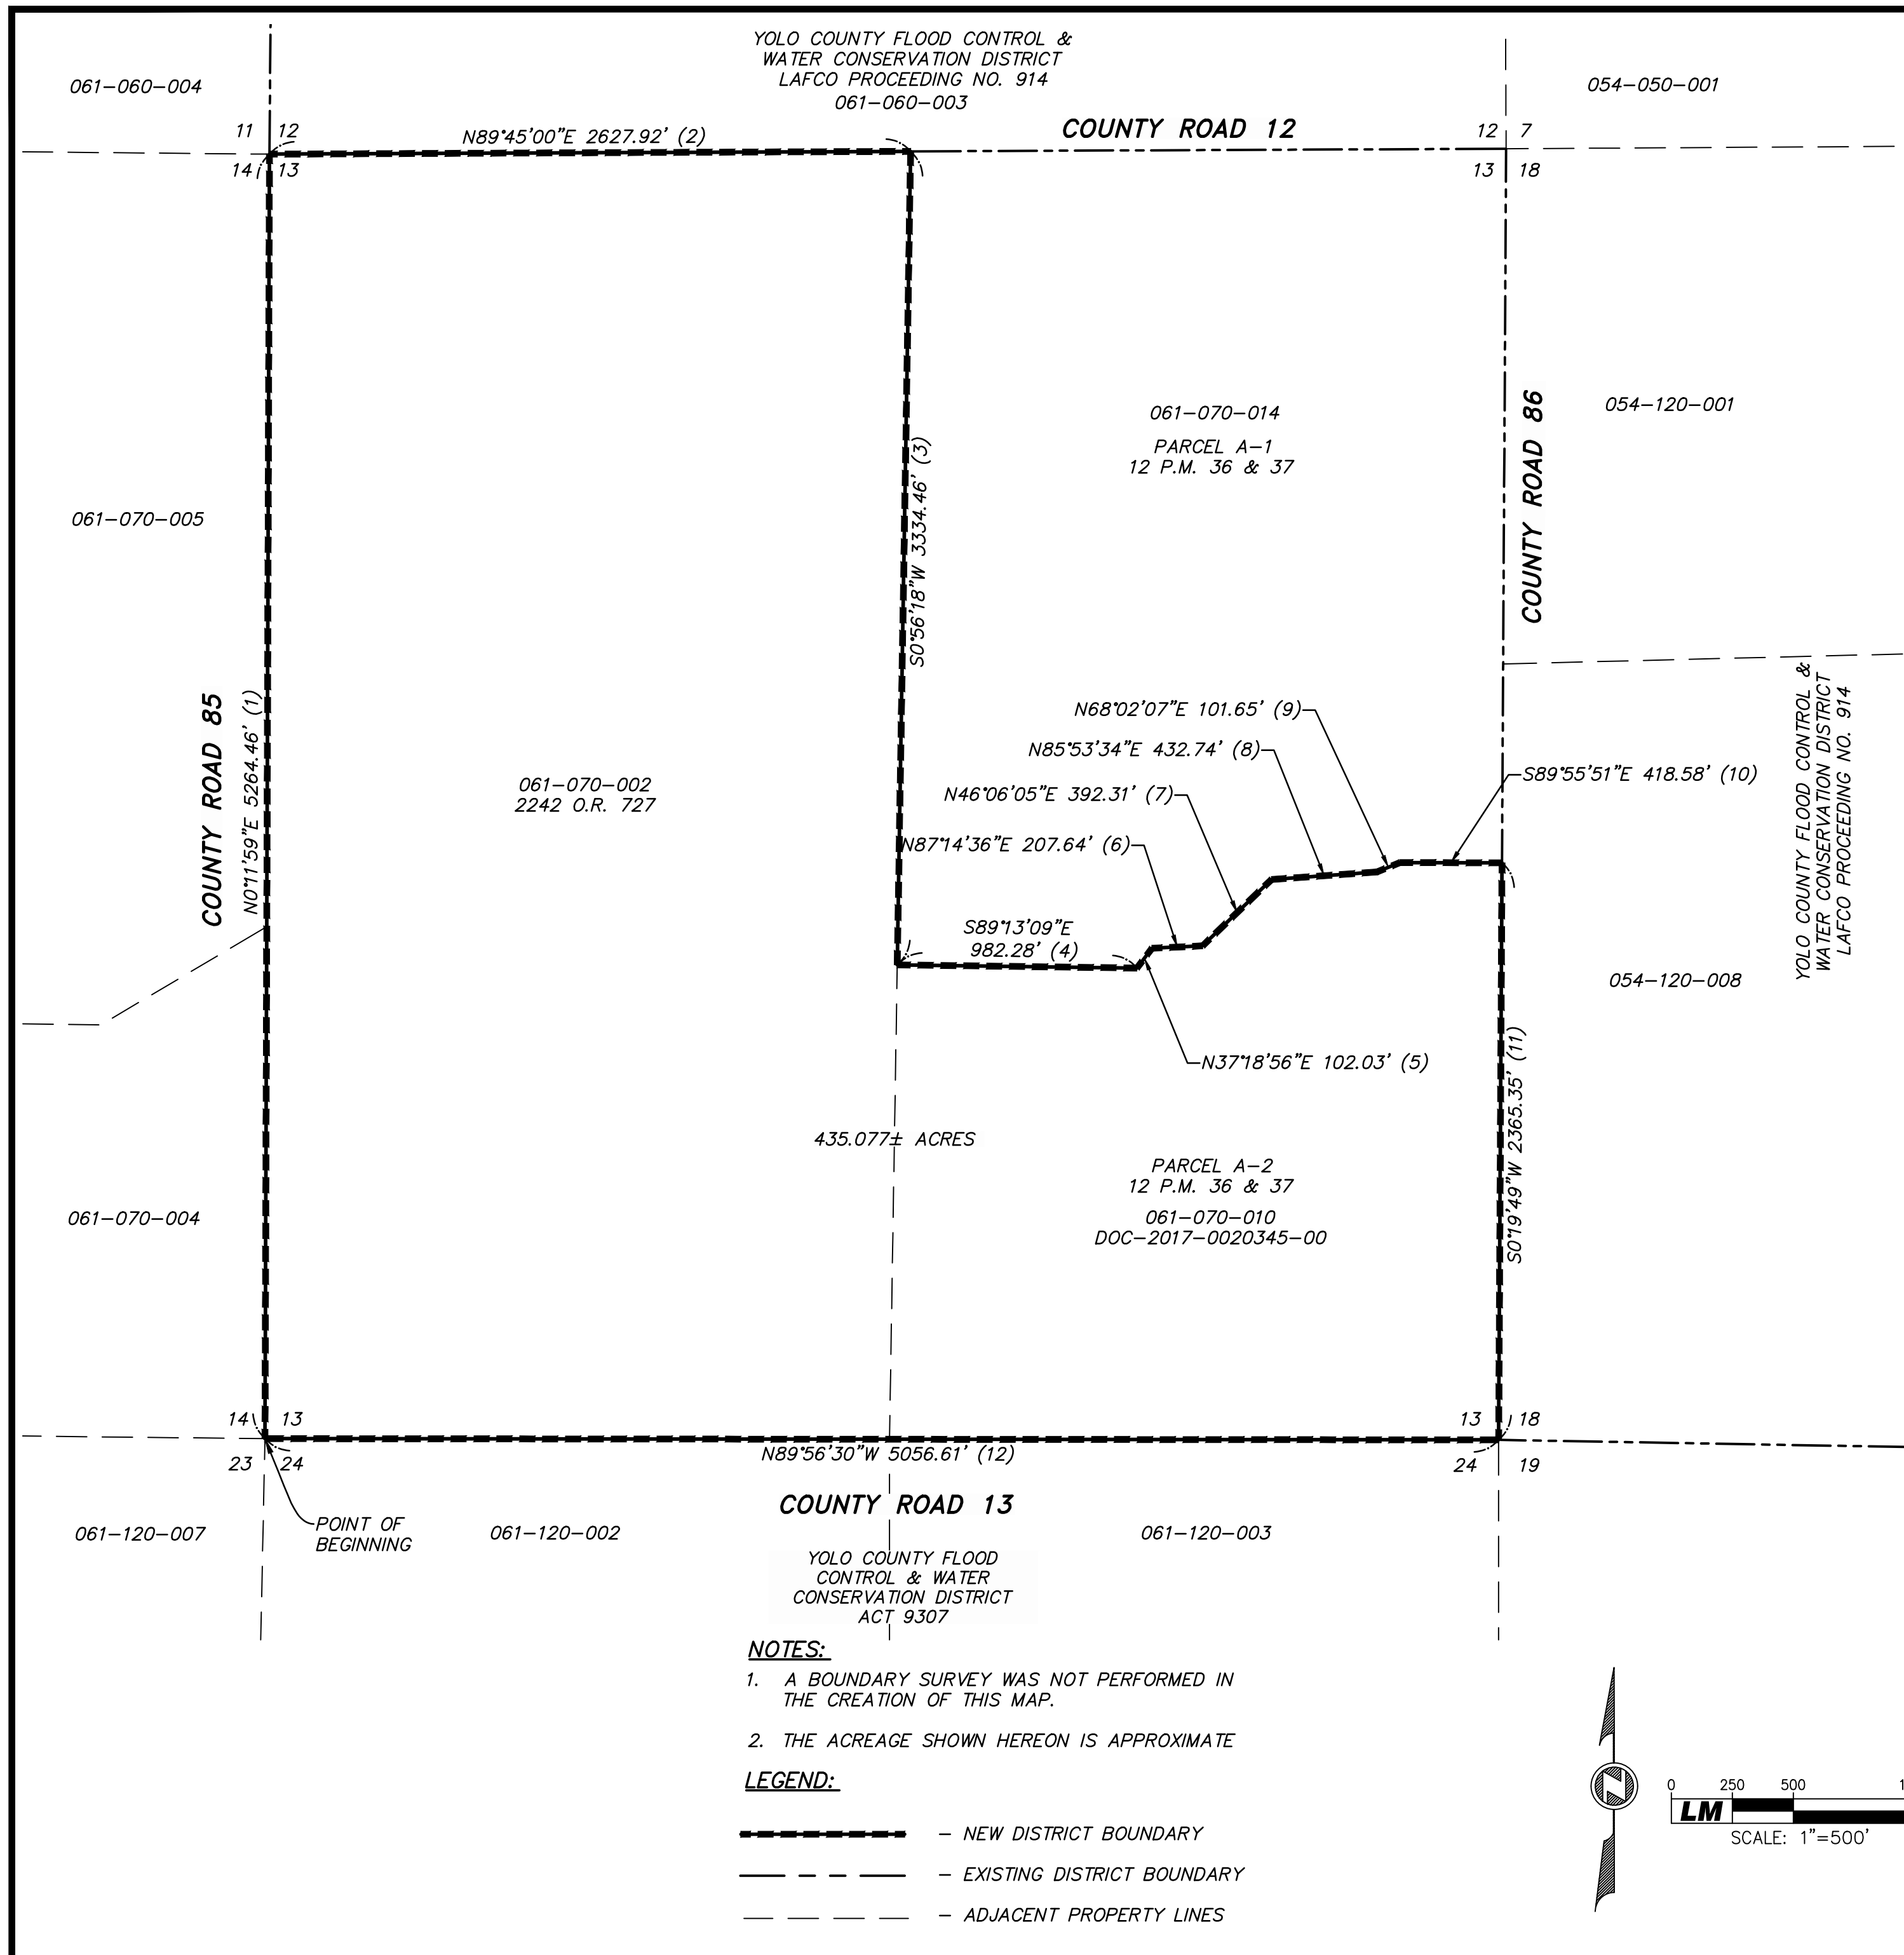 YOLO COUNTY FLOOD CONTROL &
WATER CONSERVATION DISTRICT
LAFCO PROCEEDING NO. 914
061-060-003
061-060-004
054-050-001
11 12
14 13
N89°45'00"E 2627.92' (2)
COUNTY ROAD 12
12 7
13 18
061-070-014
PARCEL A-1
12 P.M. 36 & 37
054-120-001
COUNTY ROAD 86
S0°56'18"W 3334.46' (3)
061-070-005
COUNTY ROAD 85
N0°11'59"E 5264.46' (1)
061-070-002
2242 O.R. 727
N68°02'07"E 101.65' (9)
N85°53'34"E 432.74' (8)
N46°06'05"E 392.31' (7)
N87°14'36"E 207.64' (6)
S89°55'51"E 418.58' (10)
YOLO COUNTY FLOOD CONTROL &
WATER CONSERVATION DISTRICT
LAFCO PROCEEDING NO. 914
S89°13'09"E
982.28' (4)
N37°18'56"E 102.03' (5)
054-120-008
S0°19'49"W 2365.35' (11)
435.077± ACRES
PARCEL A-2
12 P.M. 36 & 37
061-070-010
DOC-2017-0020345-00
061-070-004
14 13
23 24
13 18
24 19
N89°56'30"W 5056.61' (12)
COUNTY ROAD 13
POINT OF
BEGINNING
061-120-007
061-120-002
061-120-003
YOLO COUNTY FLOOD
CONTROL & WATER
CONSERVATION DISTRICT
ACT 9307
NOTES:
1. A BOUNDARY SURVEY WAS NOT PERFORMED IN
THE CREATION OF THIS MAP.
2. THE ACREAGE SHOWN HEREON IS APPROXIMATE
LEGEND:
- NEW DISTRICT BOUNDARY
- EXISTING DISTRICT BOUNDARY
- ADJACENT PROPERTY LINES
N
0 250 500
LM
SCALE: 1"=500'